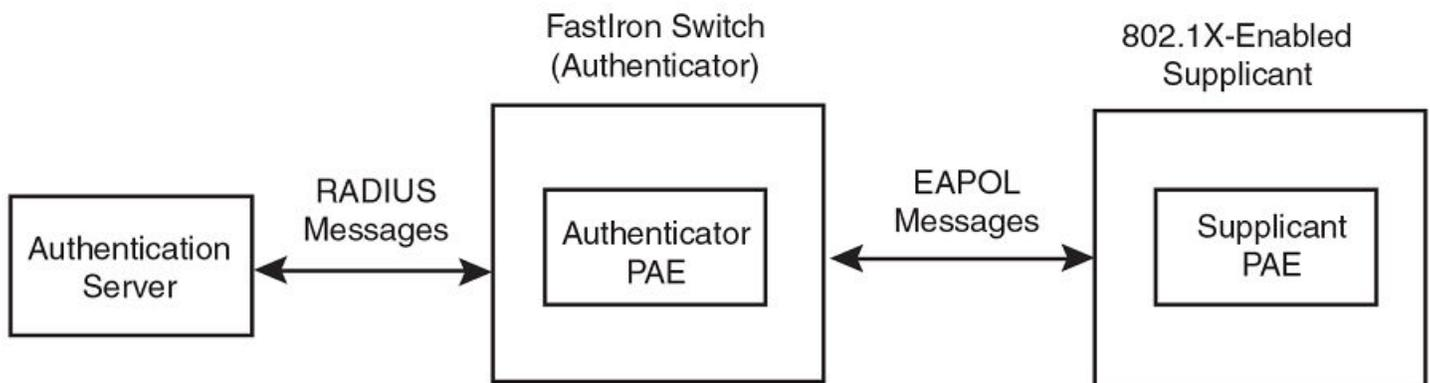 FastIron Switch
(Authenticator)
802.1X-Enabled
Supplicant
RADIUS
Messages
EAPOL
Messages
Authentication
Server
Authenticator
PAE
Supplicant
PAE